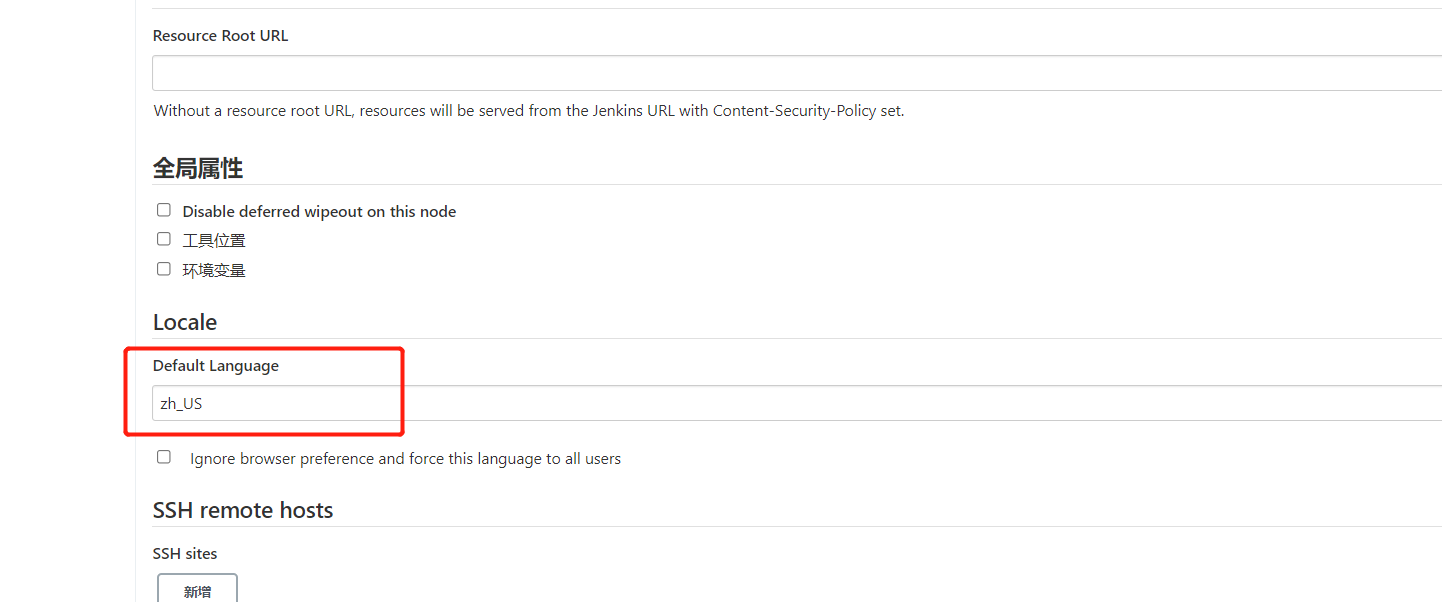 Resource Root URL
Without a resource root URL, resources will be served from the Jenkins URL with Content-Security-Policy set.
全局属性
Disable deferred wipeout on this node
工具位置
环境变量
Locale
Default Language
zh_US
Ignore browser preference and force this language to all users
SSH remote hosts
SSH sites
新增